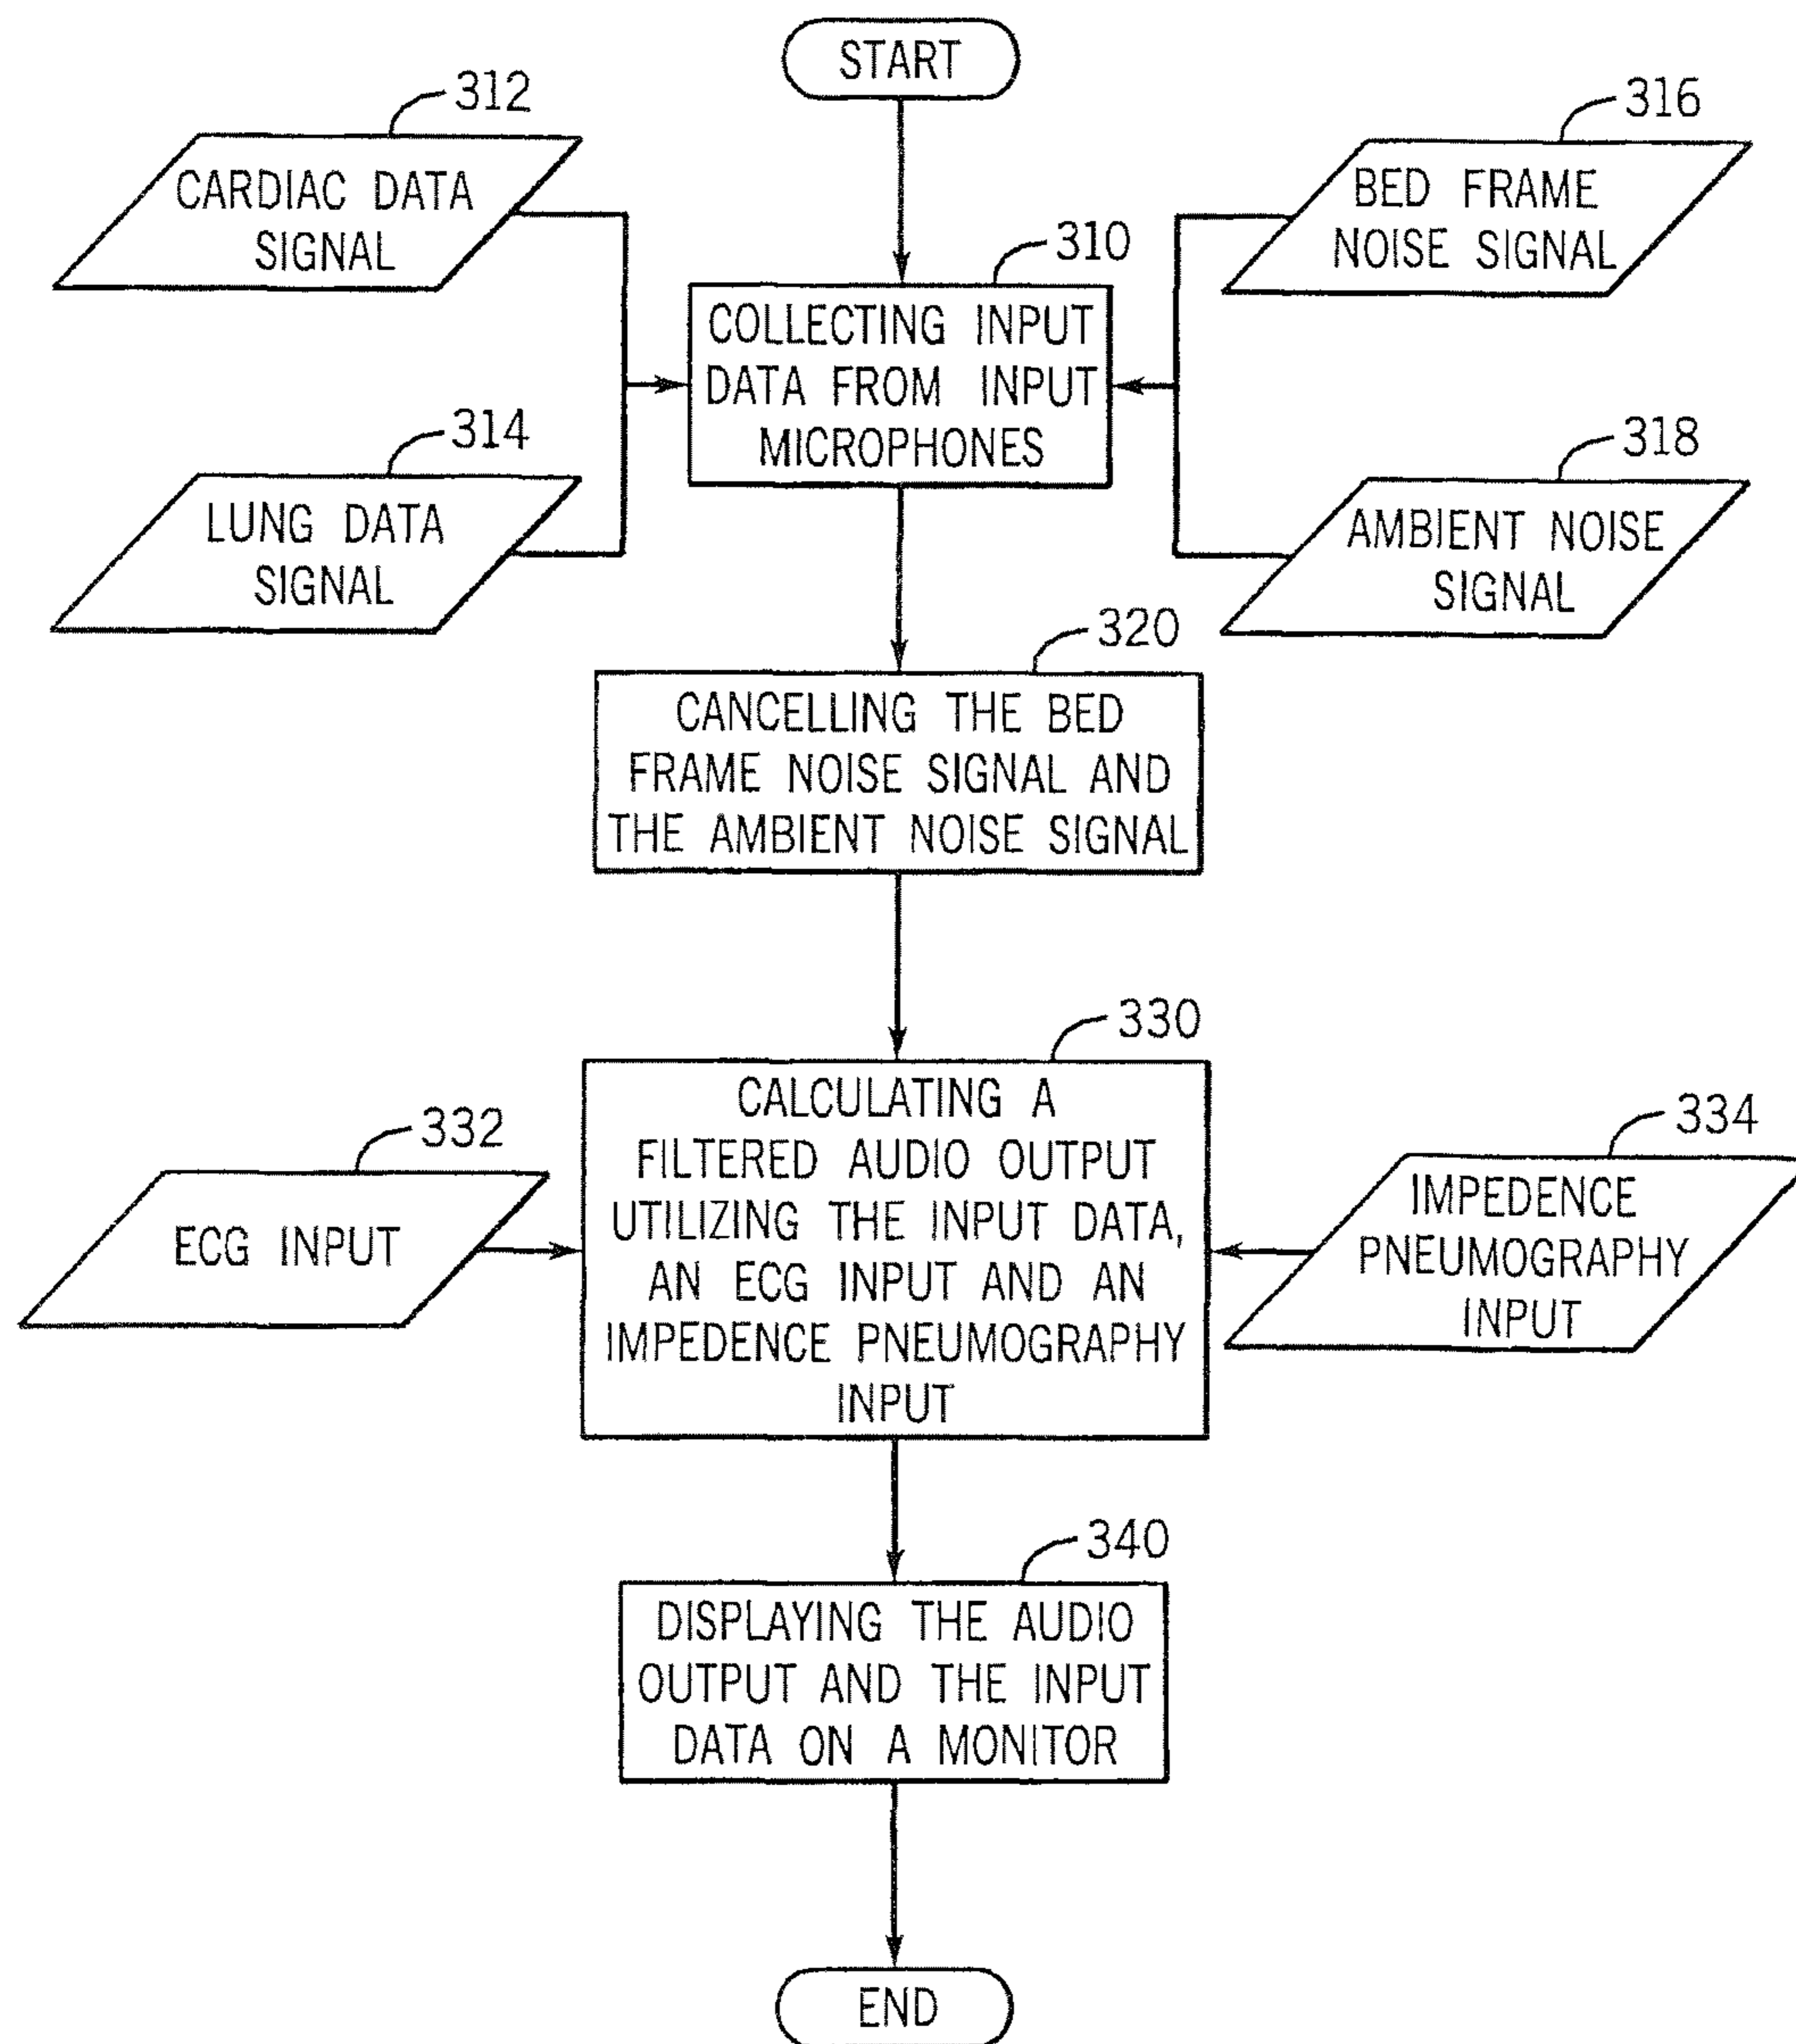 START
312
CARDIAC DATA
SIGNAL
316
BED FRAME
NOISE SIGNAL
310
COLLECTING INPUT
DATA FROM INPUT
MICROPHONES
314
LUNG DATA
SIGNAL
318
AMBIENT NOISE
SIGNAL
320
CANCELLING THE BED
FRAME NOISE SIGNAL AND
THE AMBIENT NOISE SIGNAL
330
CALCULATING A
FILTERED AUDIO OUTPUT
UTILIZING THE INPUT DATA,
AN ECG INPUT AND AN
IMPEDENCE PNEUMOGRAPHY
INPUT
332
ECG INPUT
334
IMPEDENCE
PNEUMOGRAPHY
INPUT
340
DISPLAYING THE AUDIO
OUTPUT AND THE INPUT
DATA ON A MONITOR
END